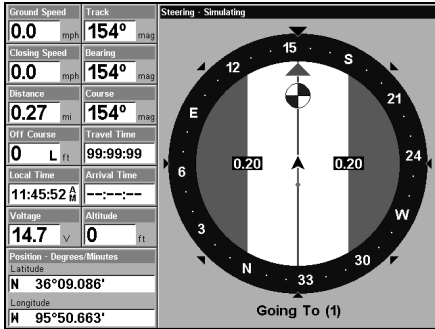 Ground Speed Track
0.0 mph 154° mag
Closing Speed Bearing
0.0 mph 154° mag
Distance Course
0.27 mi 154° mag
Off Course Travel Time
0 L ft 99:99:99
Local Time Arrival Time
11:45:52 AM --:--:--
Voltage Altitude
14.7 V 0 ft
Position - Degrees/Minutes
Latitude
N 36°09.086'
Longitude
W 95°50.663'
Steering - Simulating
15
12 S
E 21
0.20 0.20
6 24
3 W
N 30
33
Going To (1)